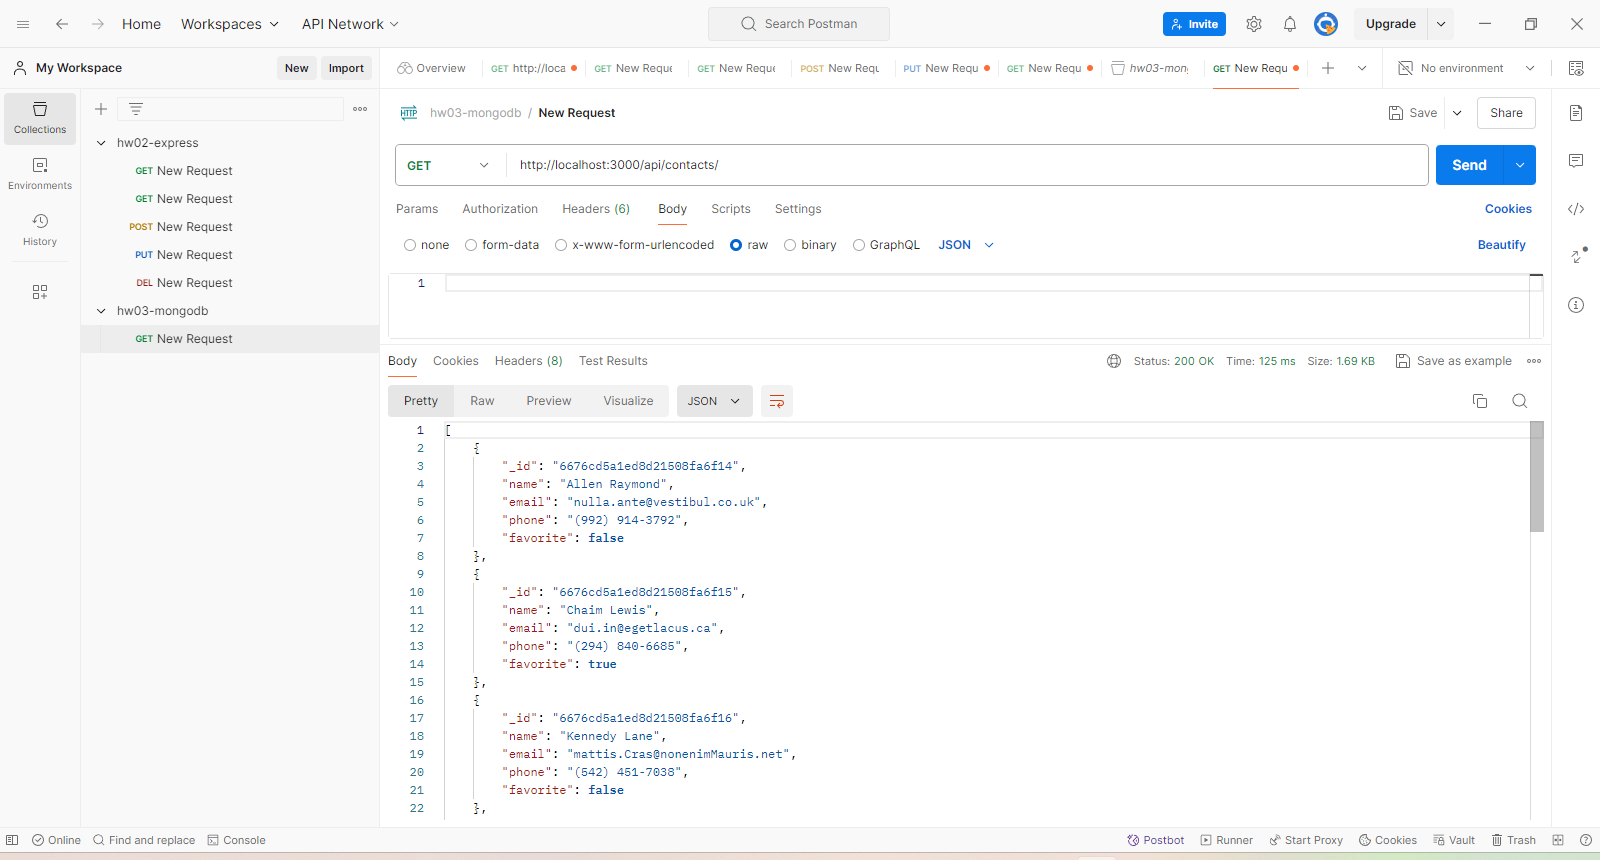 Home Workspaces API Network Search Postman Invite Upgrade
My Workspace New Import Overview GET http://loca GET New Reque GET New Reque POST New Requ PUT New Requ GET New Requ hw03-mong GET New Requ No environment
Collections
Environments
History
hw02-express
GET New Request
GET New Request
POST New Request
PUT New Request
DEL New Request
hw03-mongodb
GET New Request
HTTP hw03-mongodb / New Request Save Share
GET http://localhost:3000/api/contacts/ Send
Params Authorization Headers (6) Body Scripts Settings Cookies
none form-data x-www-form-urlencoded raw binary GraphQL JSON Beautify
1
Body Cookies Headers (8) Test Results Status: 200 OK Time: 125 ms Size: 1.69 KB Save as example
Pretty Raw Preview Visualize JSON
1 [
2 {
3 "_id": "6676cd5a1ed8d21508fa6f14",
4 "name": "Allen Raymond",
5 "email": "nulla.ante@vestibul.co.uk",
6 "phone": "(992) 914-3792",
7 "favorite": false
8 },
9 {
10 "_id": "6676cd5a1ed8d21508fa6f15",
11 "name": "Chaim Lewis",
12 "email": "dui.in@egetlacus.ca",
13 "phone": "(294) 840-6685",
14 "favorite": true
15 },
16 {
17 "_id": "6676cd5a1ed8d21508fa6f16",
18 "name": "Kennedy Lane",
19 "email": "mattis.Cras@nonenimMauris.net",
20 "phone": "(542) 451-7038",
21 "favorite": false
22 },
Online Find and replace Console Postbot Runner Start Proxy Cookies Vault Trash